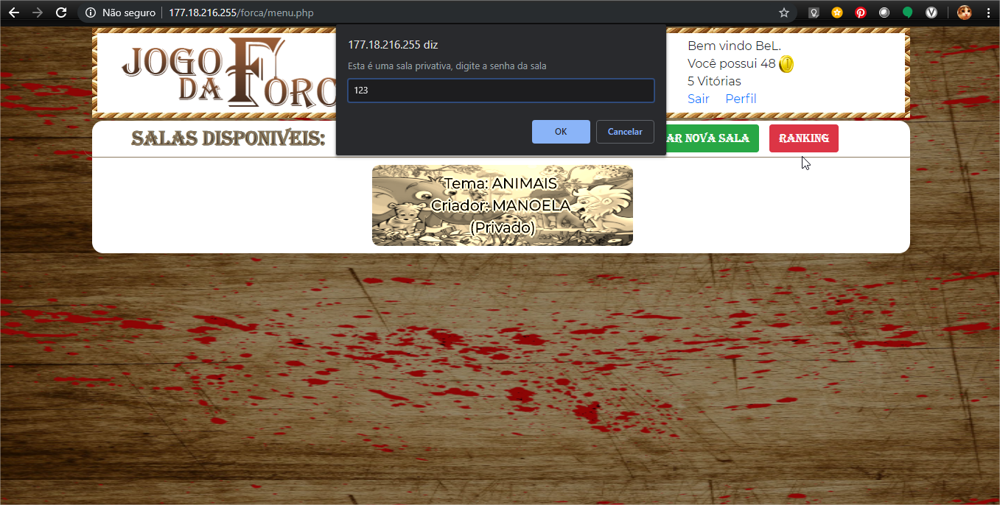 Não seguro
177.18.216.255/forca/menu.php
JOGO
DA FORC
177.18.216.255 diz
Esta é uma sala privativa, digite a senha da sala
123
OK
Cancelar
Bem vindo BeL.
Você possui 48
5 Vitórias
Sair Perfil
SALAS DISPONIVEIS:
AR NOVA SALA
RANKING
Tema: ANIMAIS
Criador: MANOELA
(Privado)